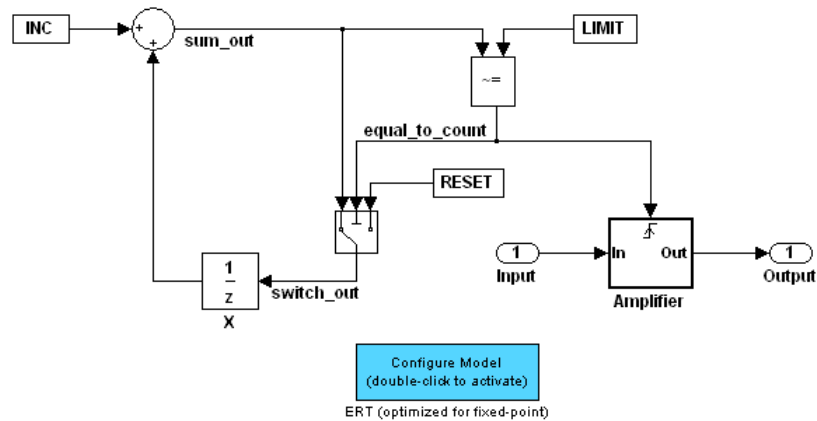 INC
+
+
sum_out
LIMIT
~=
equal_to_count
RESET
1
z
X
switch_out
1
Input
In
Out
Amplifier
1
Output
Configure Model
(double-click to activate)
ERT (optimized for fixed-point)